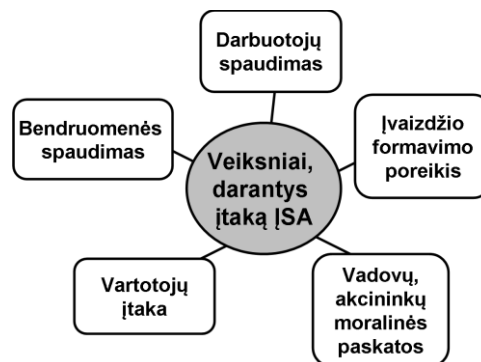 Darbuotojų
spaudimas
Bendruomenės
spaudimas
Įvaizdžio
formavimo
poreikis
Veiksniai,
darantys
įtaką ĮSA
Vartotojų
įtaka
Vadovų,
akcininkų
moralinės
paskatos